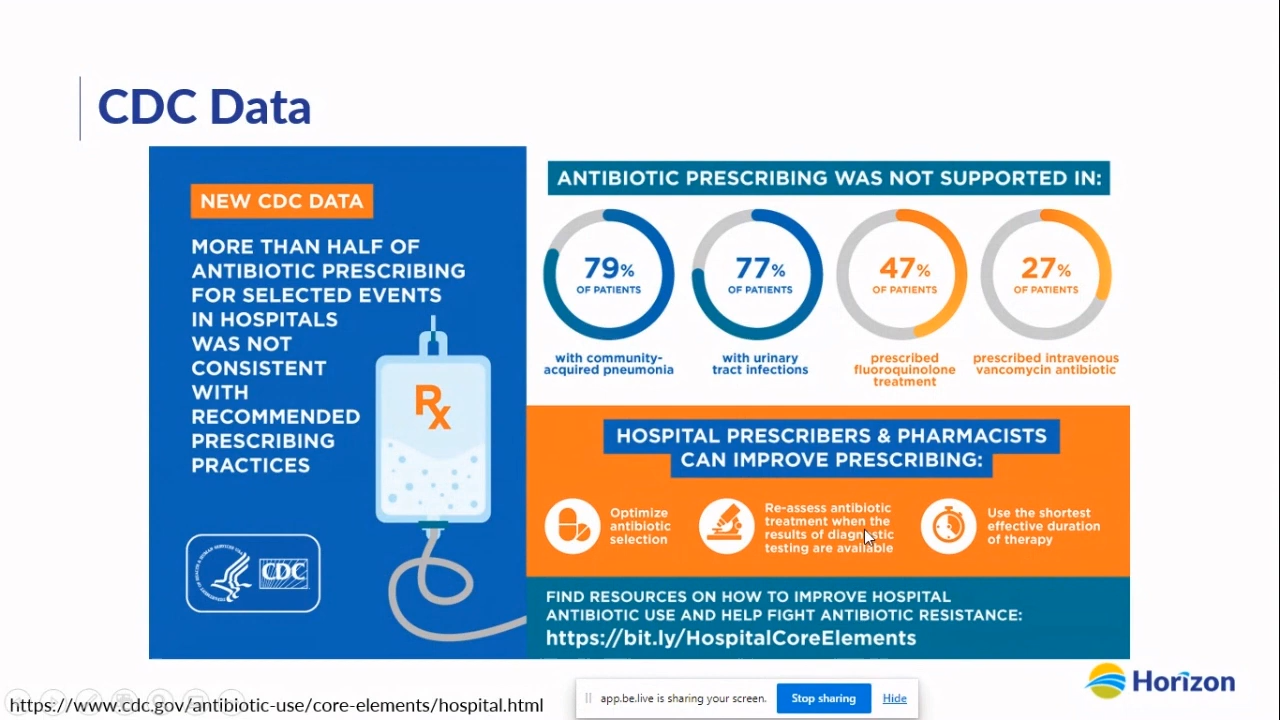 CDC Data
NEW CDC DATA
MORE THAN HALF OF
ANTIBIOTIC PRESCRIBING
FOR SELECTED EVENTS
IN HOSPITALS
WAS NOT
CONSISTENT
WITH
RECOMMENDED
PRESCRIBING
PRACTICES
Rx
CDC
ANTIBIOTIC PRESCRIBING WAS NOT SUPPORTED IN:
79%
OF PATIENTS
with community-
acquired pneumonia
77%
OF PATIENTS
with urinary
tract infections
47%
OF PATIENTS
prescribed
fluoroquinolone
treatment
27%
OF PATIENTS
prescribed intravenous
vancomycin antibiotic
HOSPITAL PRESCRIBERS & PHARMACISTS
CAN IMPROVE PRESCRIBING:
Optimize
antibiotic
selection
Re-assess antibiotic
treatment when the
results of diagnostic
testing are available
Use the shortest
effective duration
of therapy
FIND RESOURCES ON HOW TO IMPROVE HOSPITAL
ANTIBIOTIC USE AND HELP FIGHT ANTIBIOTIC RESISTANCE:
https://bit.ly/HospitalCoreElements
Horizon
https://www.cdc.gov/antibiotic-use/core-elements/hospital.html
app.be.live is sharing your screen.
Stop sharing
Hide